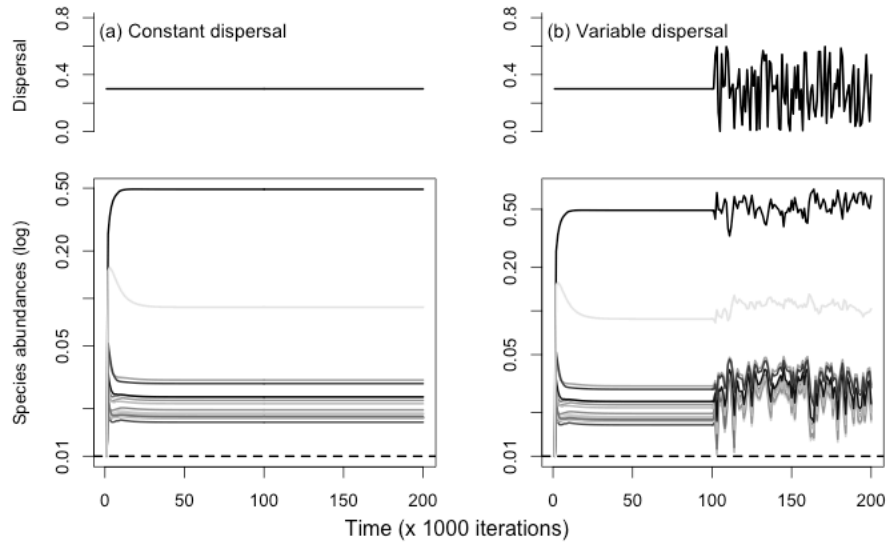 (a) Constant dispersal
(b) Variable dispersal
Dispersal
0.0 0.4 0.8
0.0 0.4 0.8
Species abundances (log)
0.01 0.05 0.20 0.50
0.01 0.05 0.20 0.50
0 50 100 150 200
0 50 100 150 200
Time (x 1000 iterations)